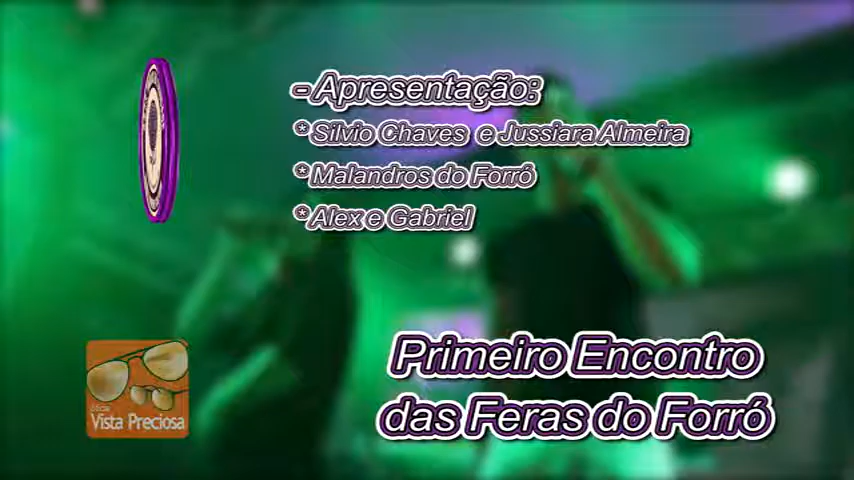 - Apresentação:
* Silvio Chaves e Jussiara Almeira
* Malandros do Forró
* Alex e Gabriel
Primeiro Encontro
das Feras do Forró
Vista Preciosa